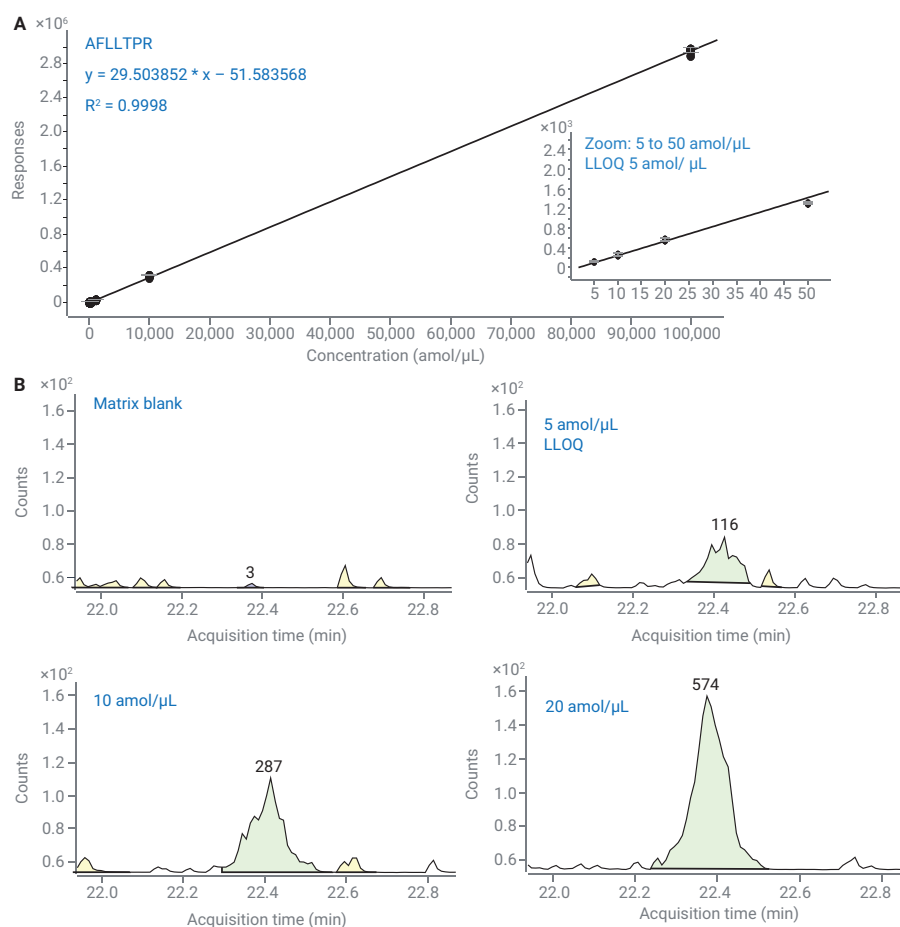 A
×10⁶
AFLLTPR
y = 29.503852 * x – 51.583568
R² = 0.9998
Responses
2.8
2.4
2.0
1.6
1.2
0.8
0.4
0
0 10,000 20,000 30,000 40,000 50,000 60,000 70,000 80,000 90,000 100,000
Concentration (amol/µL)
×10³
Zoom: 5 to 50 amol/µL
LLOQ 5 amol/ µL
2.4
2.0
1.6
1.2
0.8
0.4
0
5 10 15 20 25 30 35 40 45 50
B
×10²
Matrix blank
Counts
1.6
1.4
1.2
1.0
0.8
0.6
3
22.0 22.2 22.4 22.6 22.8
Acquisition time (min)
×10²
5 amol/µL
LLOQ
Counts
1.6
1.4
1.2
1.0
0.8
0.6
116
22.0 22.2 22.4 22.6 22.8
Acquisition time (min)
×10²
10 amol/µL
Counts
1.6
1.4
1.2
1.0
0.8
0.6
287
22.0 22.2 22.4 22.6 22.8
Acquisition time (min)
×10²
20 amol/µL
Counts
1.6
1.4
1.2
1.0
0.8
0.6
574
22.0 22.2 22.4 22.6 22.8
Acquisition time (min)